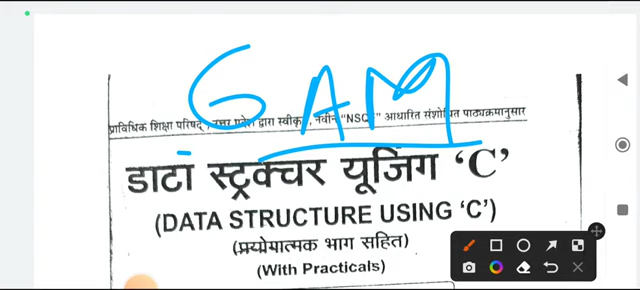 GAM
प्राविधिक शिक्षा परिषद्, उत्तर प्रदेश द्वारा स्वीकृत, नवीन "NSQ" आधारित संशोधित पाठ्यक्रमानुसार
डाटा स्ट्रक्चर यूजिंग 'C'
(DATA STRUCTURE USING 'C')
(प्रयोगात्मक भाग सहित)
(With Practicals)